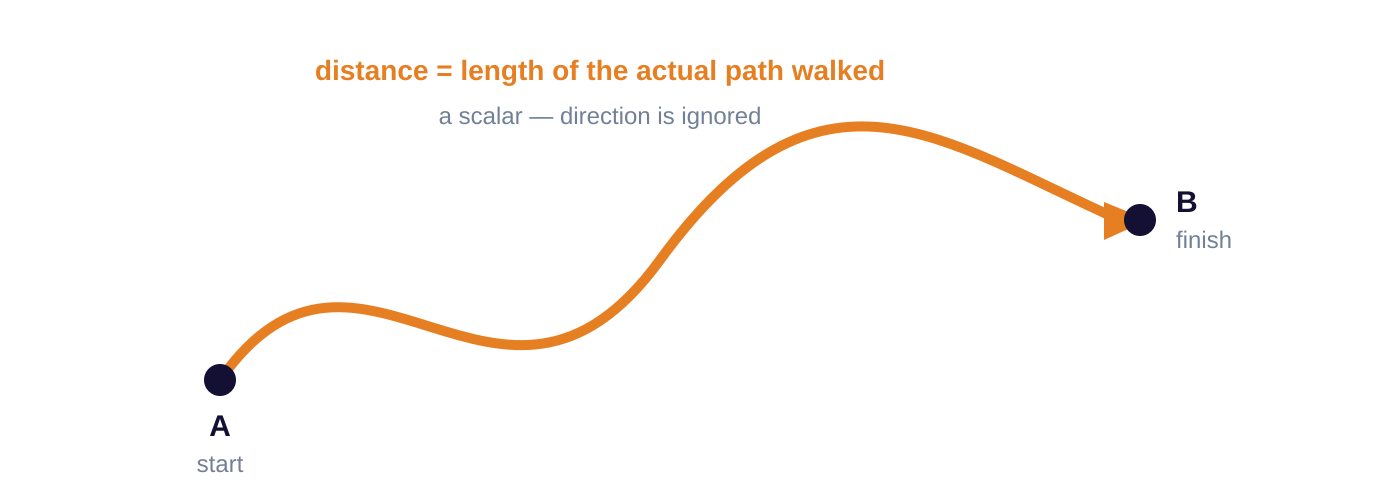 distance = length of the actual path walked
a scalar — direction is ignored
B
finish
A
start